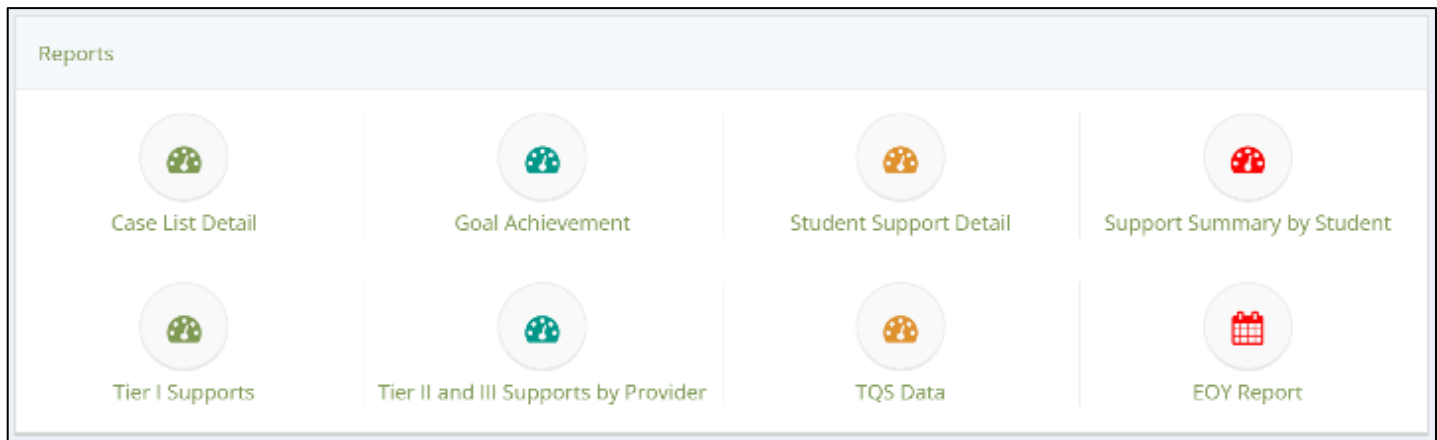 Reports
Case List Detail
Goal Achievement
Student Support Detail
Support Summary by Student
Tier I Supports
Tier II and III Supports by Provider
TQS Data
EOY Report